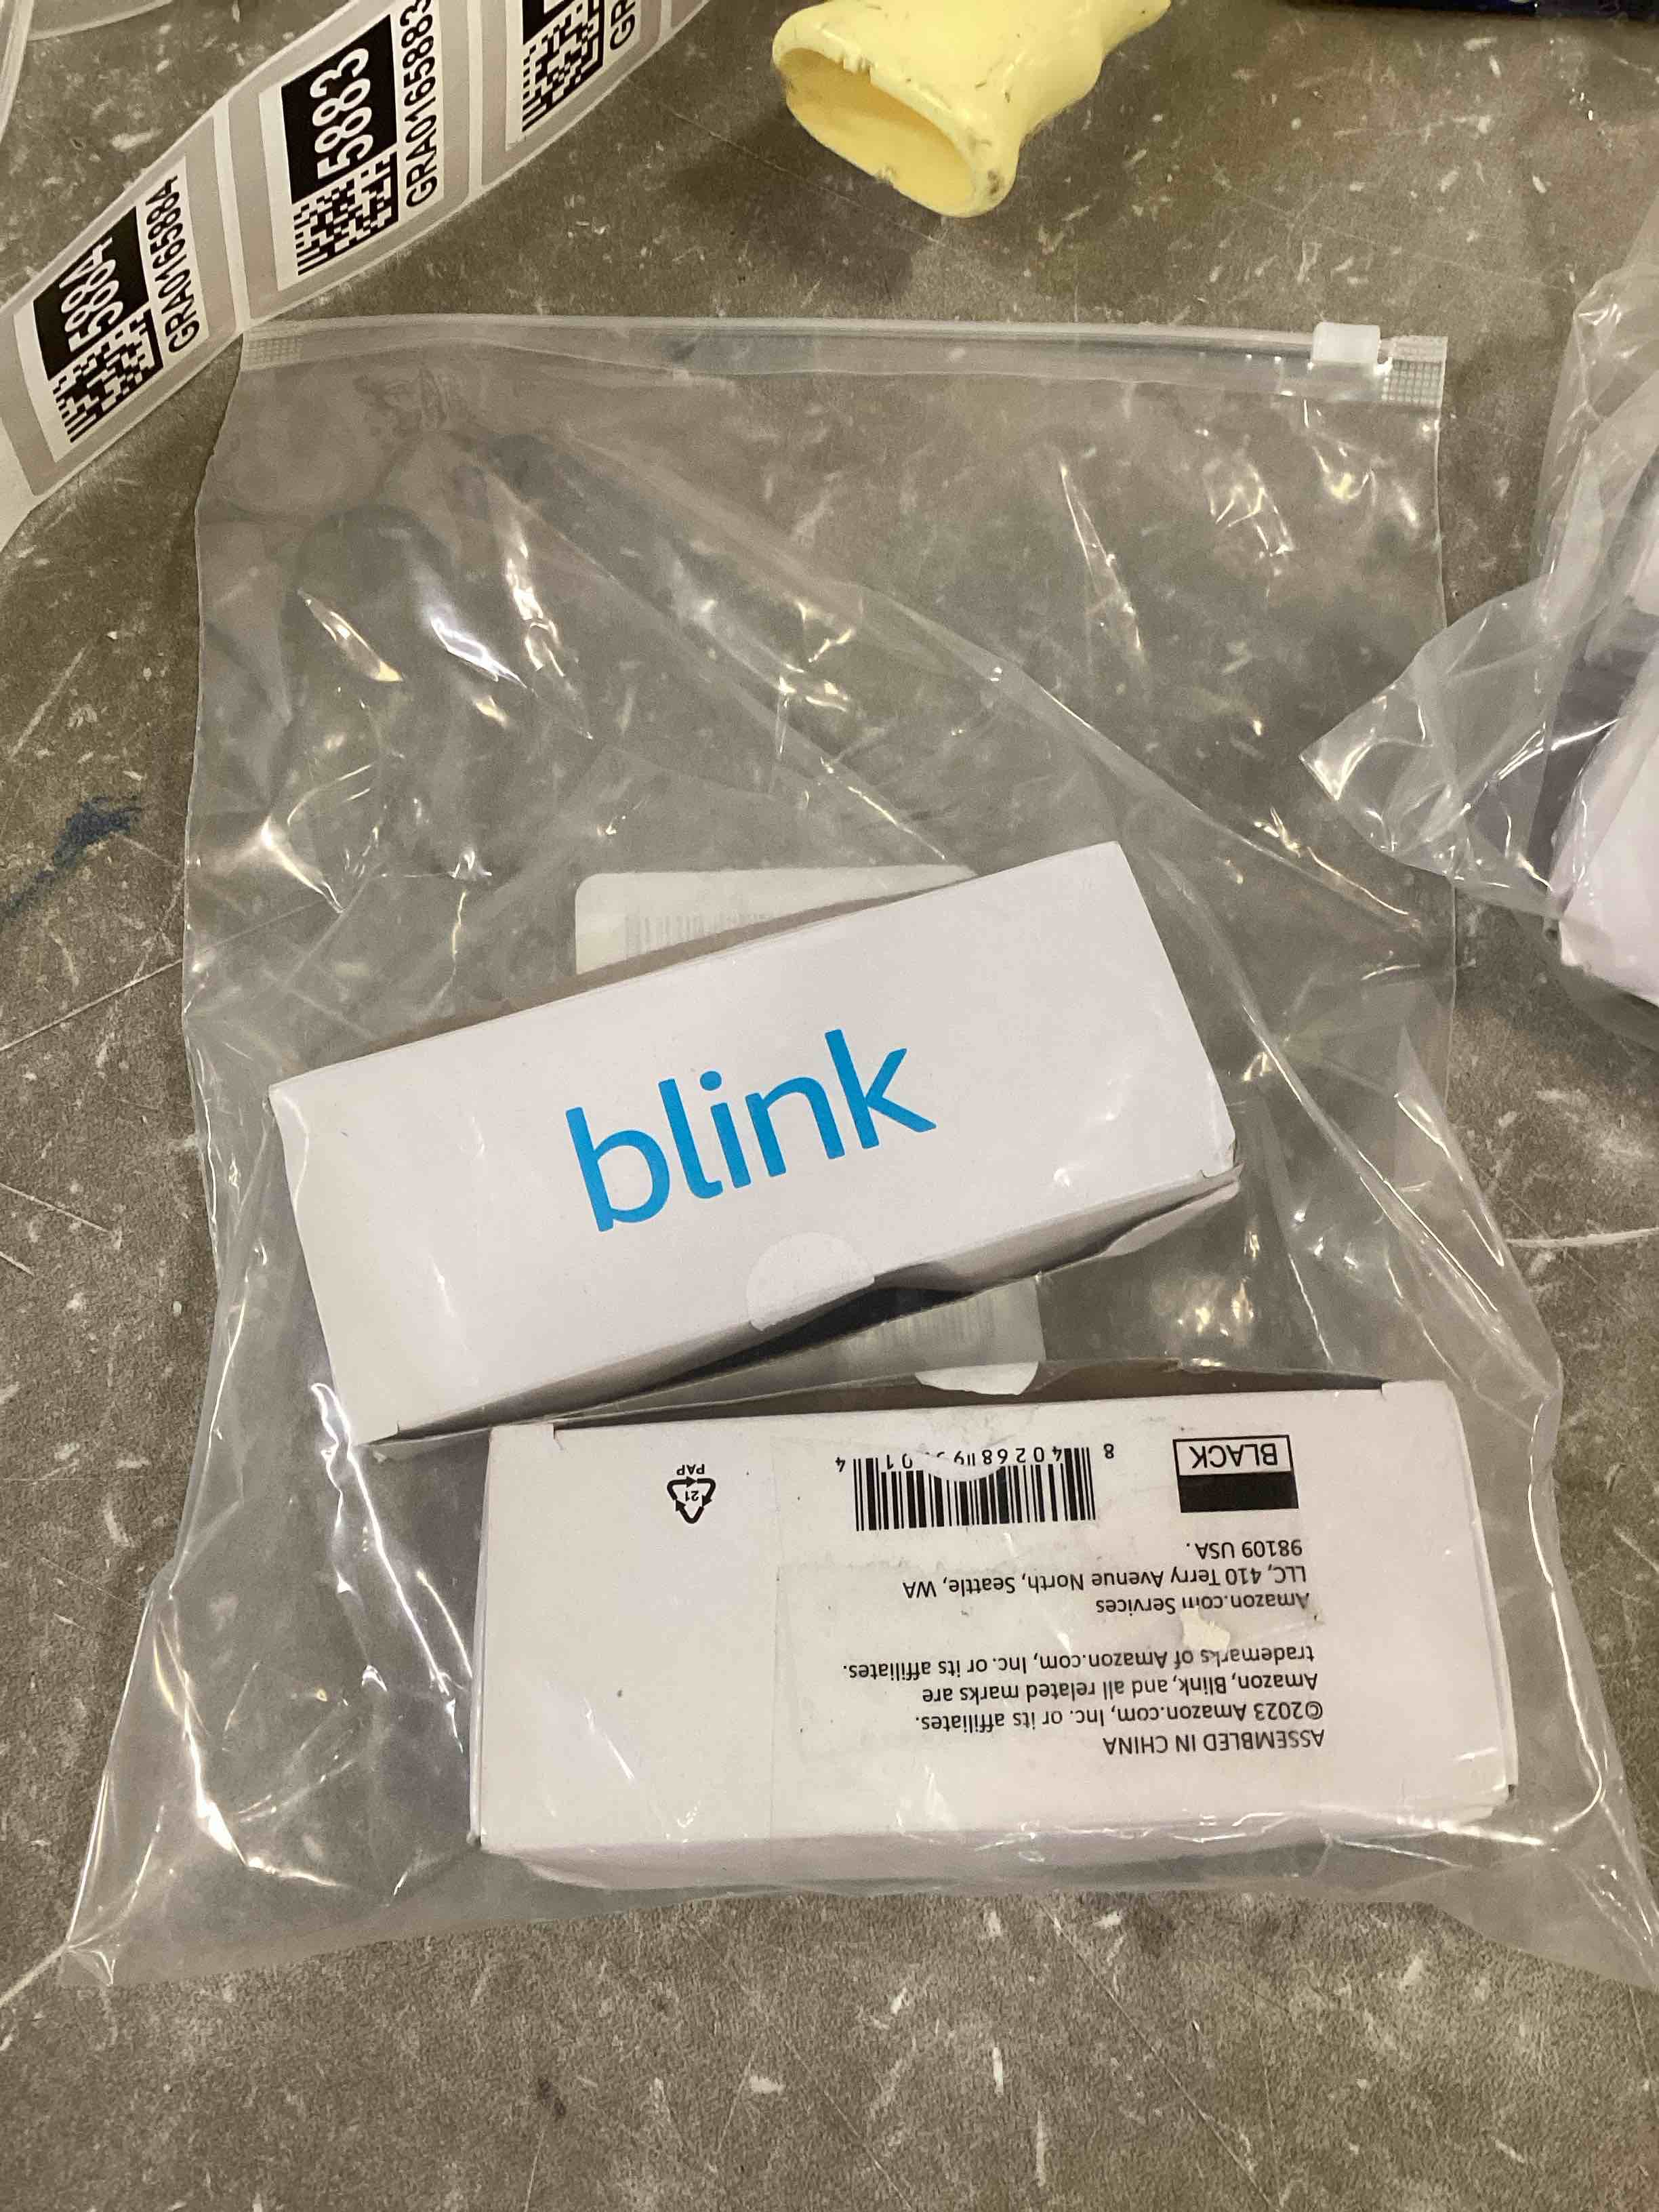 5884
GRA0165884
5883
GRA0165883
GR
blink
ASSEMBLED IN CHINA
©2023 Amazon.com, Inc. or its affiliates.
Amazon, Blink, and all related marks are
trademarks of Amazon.com, Inc. or its affiliates.
Amazon.com Services
LLC, 410 Terry Avenue North, Seattle, WA
98109 USA.
BLACK
21
PAP